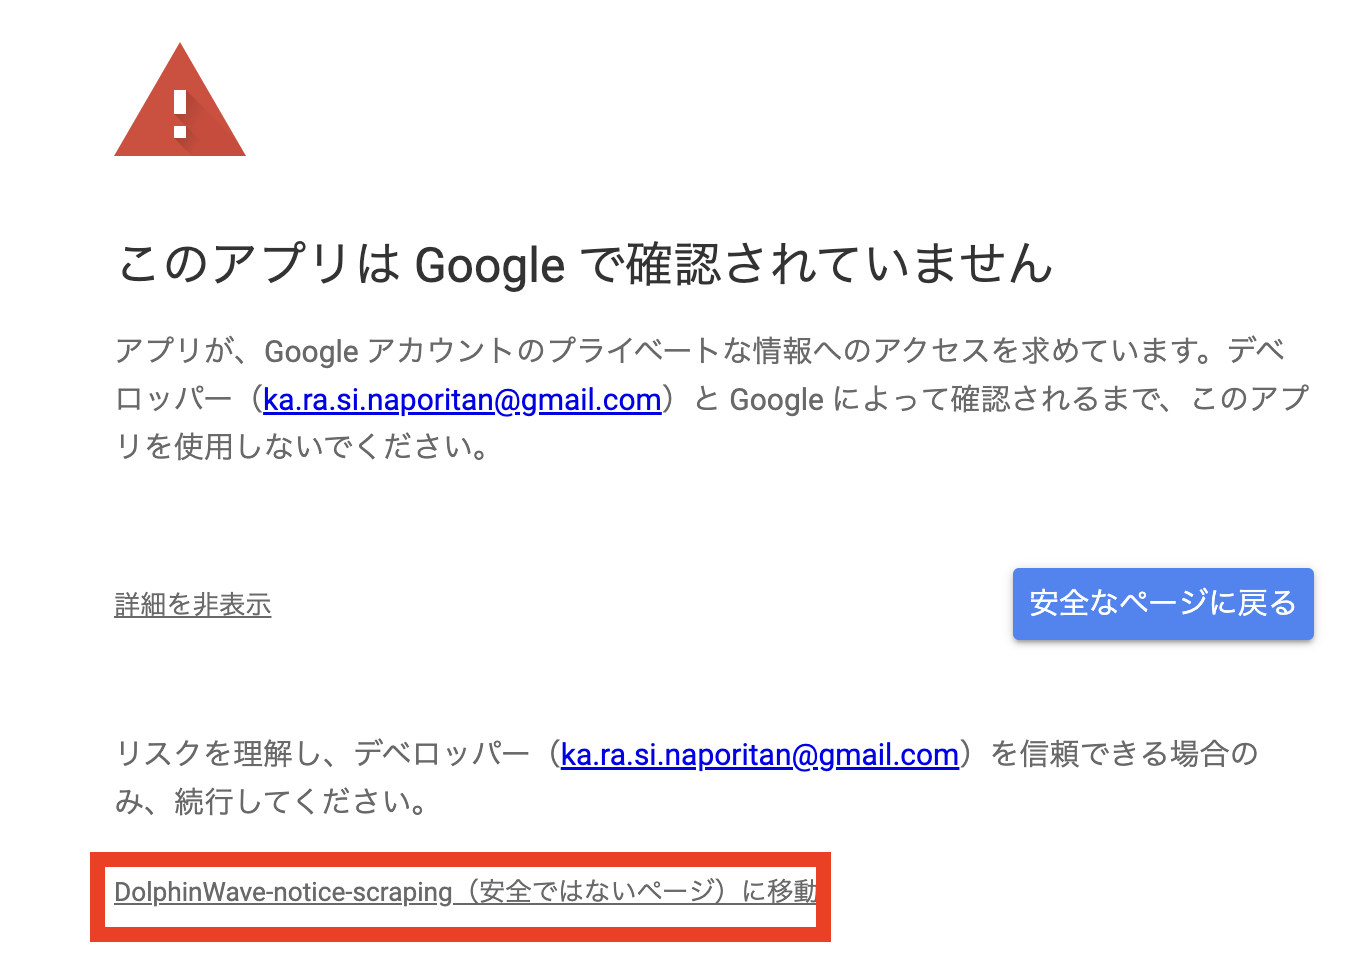 このアプリは Google で確認されていません
アプリが、Google アカウントのプライベートな情報へのアクセスを求めています。デベ
ロッパー（ka.ra.si.naporitan@gmail.com）と Google によって確認されるまで、このアプ
リを使用しないでください。
詳細を非表示
安全なページに戻る
リスクを理解し、デベロッパー（ka.ra.si.naporitan@gmail.com）を信頼できる場合の
み、続行してください。
DolphinWave-notice-scraping（安全ではないページ）に移動